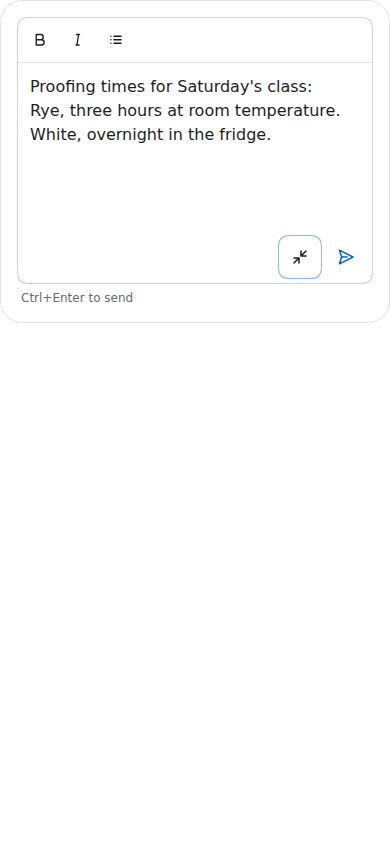 Proofing times for Saturday's class:
Rye, three hours at room temperature.
White, overnight in the fridge.
Ctrl+Enter to send